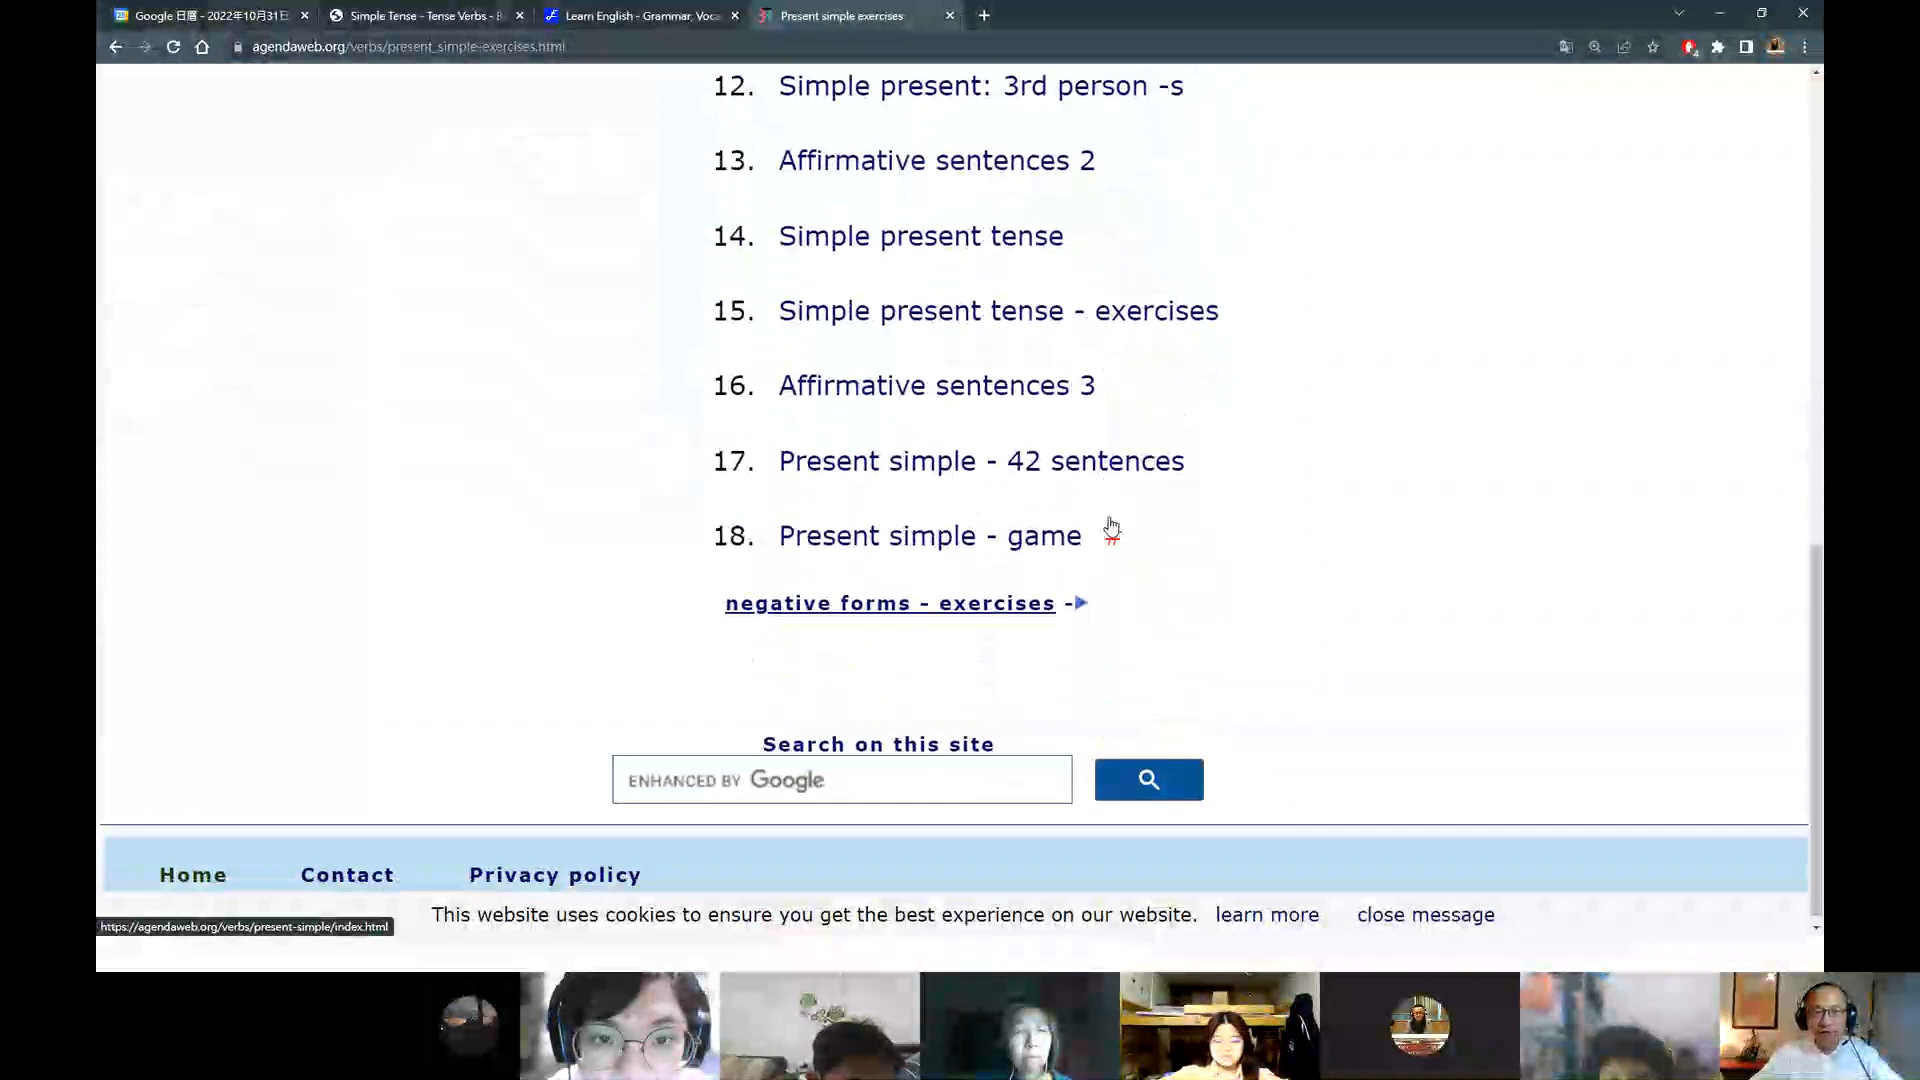 Google 日曆 - 2022年10月31日
Simple Tense - Tense Verbs - E
Learn English - Grammar, Voca
Present simple exercises
agendaweb.org/verbs/present_simple-exercises.html
4
12. Simple present: 3rd person -s
13. Affirmative sentences 2
14. Simple present tense
15. Simple present tense - exercises
16. Affirmative sentences 3
17. Present simple - 42 sentences
18. Present simple - game #
negative forms - exercises -
Search on this site
ENHANCED BY Google
Home Contact Privacy policy
This website uses cookies to ensure you get the best experience on our website. learn more close message
https://agendaweb.org/verbs/present-simple/index.html